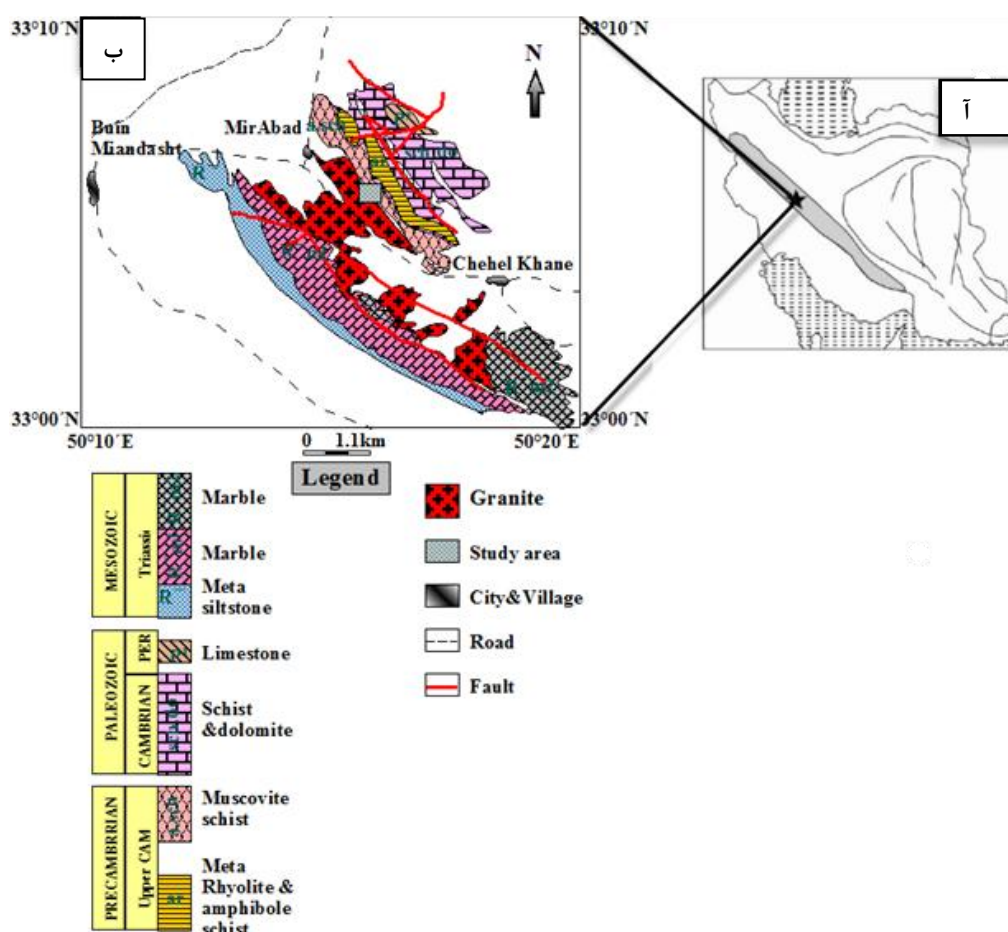 33°10´N
ب
N
Buin
Miandasht
MirAbad
R
Chehel Khane
33°10´N
آ
33°00´N
33°00´N
50°10´E
0 1.1km
50°20´E
Legend
MESOZOIC
Triassic
Marble
Marble
R
Meta
siltstone
PALEOZOIC
PER
Limestone
CAMBRIAN
Schist
&dolomite
PRECAMBRRIAN
Upper CAM
Muscovite
schist
Meta
Rhyolite &
amphibole
schist
Granite
Study area
City&Village
Road
Fault